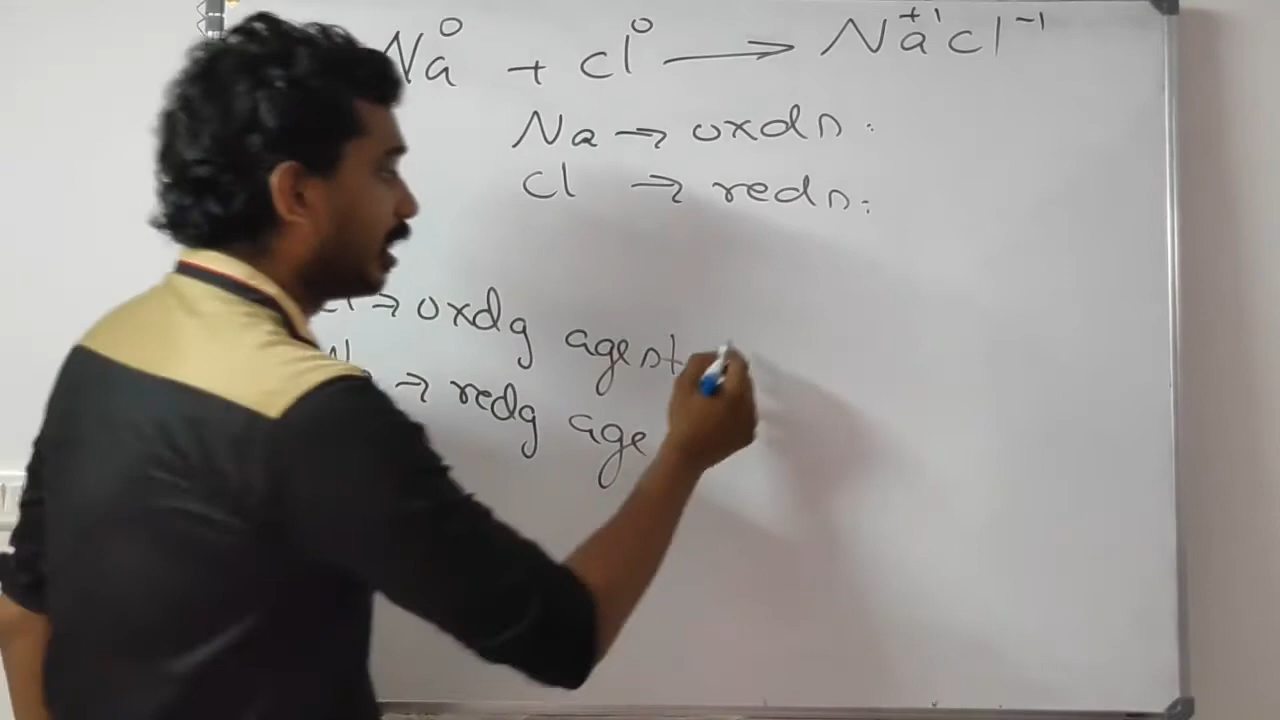 Na⁰ + Cl⁰ → Na⁺¹Cl⁻¹
Na → oxdn.
Cl → redn.
→ oxdg agent
→ redg age